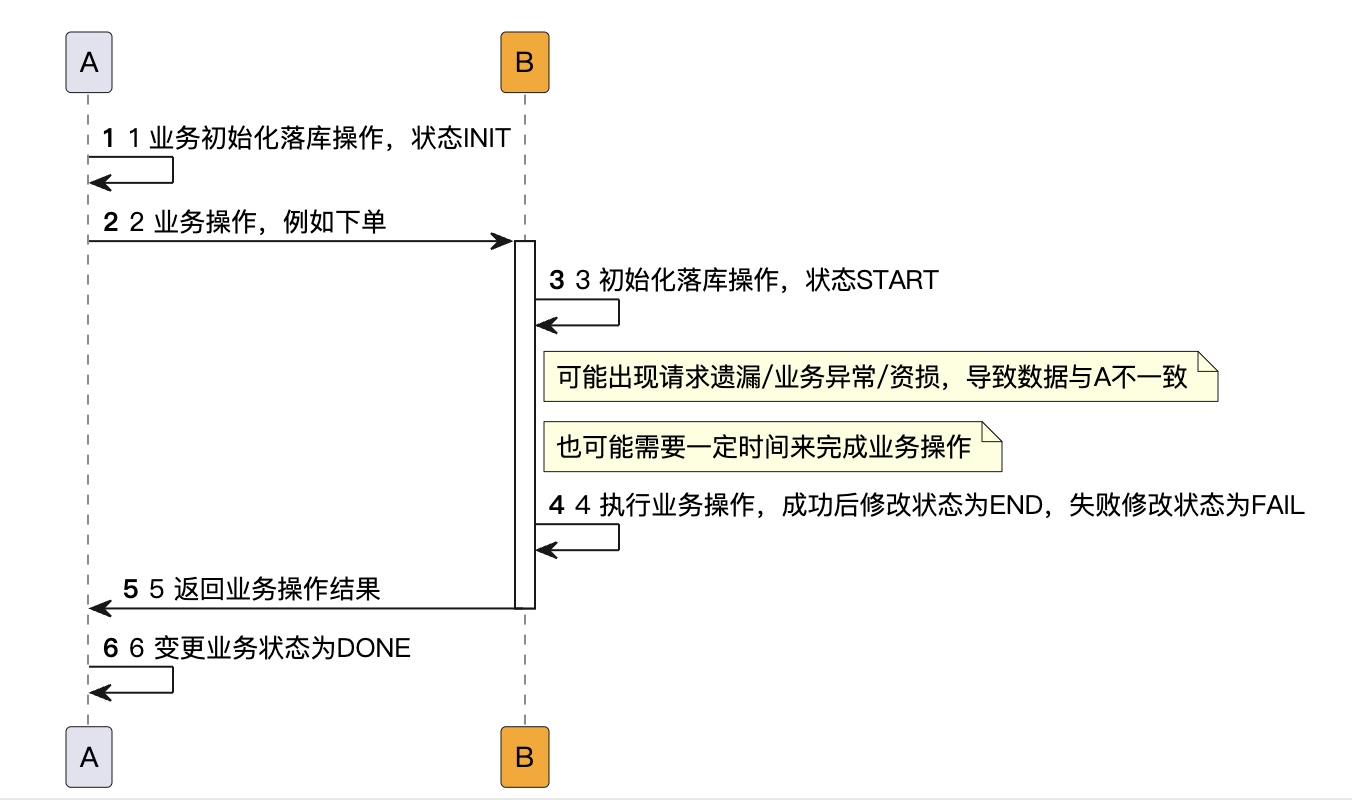 A
B
1 1 业务初始化落库操作，状态INIT
2 2 业务操作，例如下单
3 3 初始化落库操作，状态START
可能出现请求遗漏/业务异常/资损，导致数据与A不一致
也可能需要一定时间来完成业务操作
4 4 执行业务操作，成功后修改状态为END，失败修改状态为FAIL
5 5 返回业务操作结果
6 6 变更业务状态为DONE
A
B